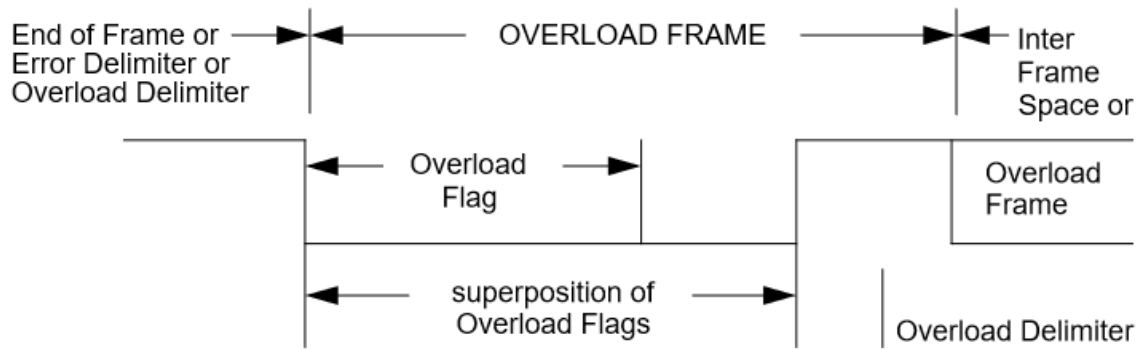 End of Frame or
Error Delimiter or
Overload Delimiter
OVERLOAD FRAME
Inter
Frame
Space or
Overload
Flag
Overload
Frame
superposition of
Overload Flags
Overload Delimiter